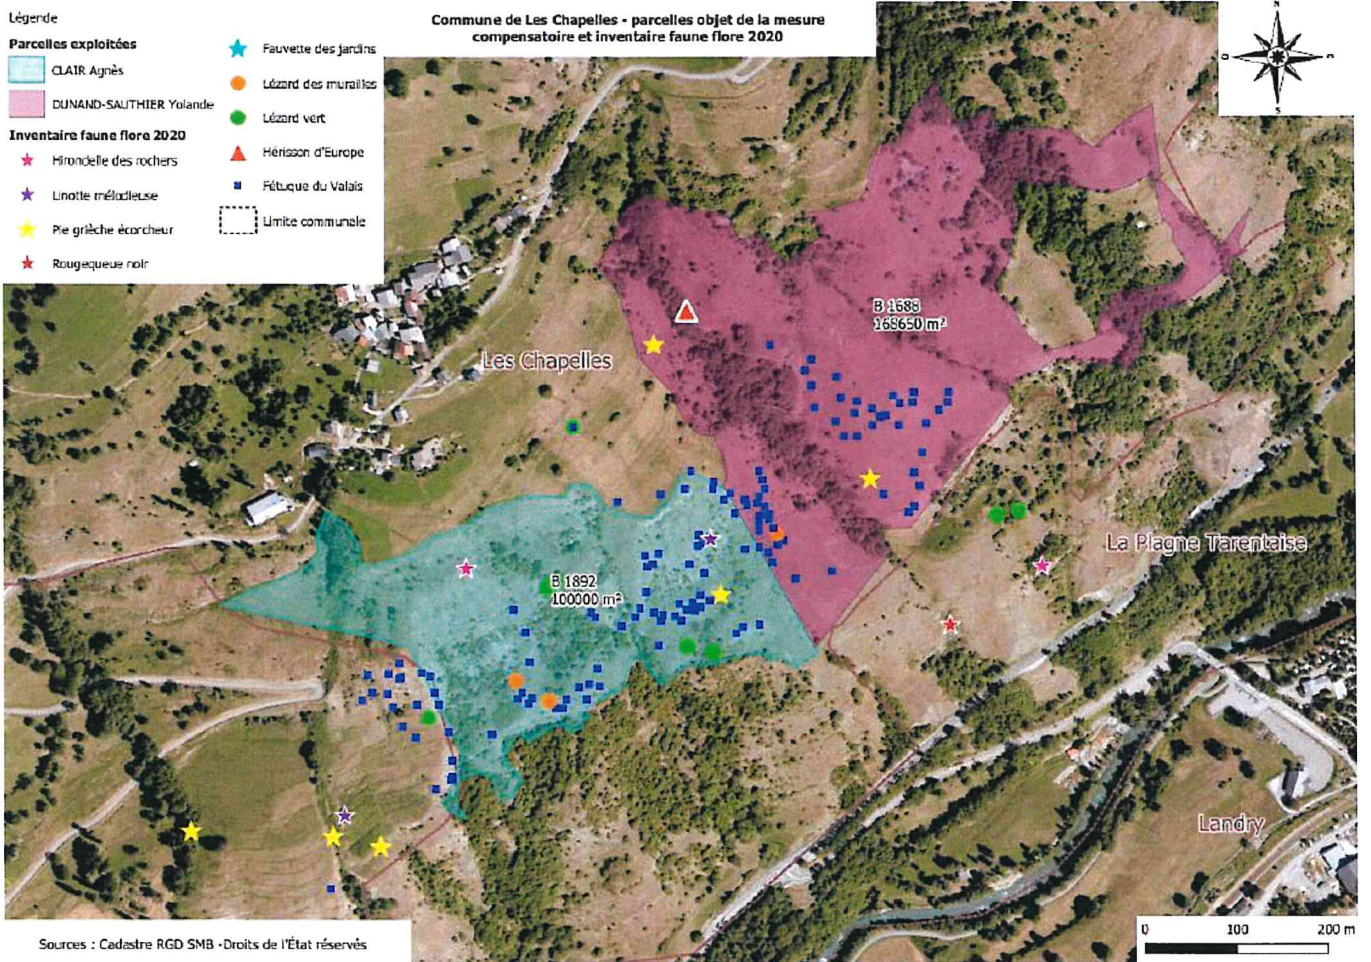 Légende
Commune de Les Chapelles - parcelles objet de la mesure
compensatoire et inventaire faune flore 2020
Parcelles exploitées
CLAIR Agnès
DUNAND-SAUTHIER Yolande
Inventaire faune flore 2020
Hirondelle des rochers
Linotte mélodieuse
Pie grièche écorcheur
Rougequeue noir
Fauvette des jardins
Lézard des murailles
Lézard vert
Hérisson d'Europe
Fétuque du Valais
Limite communale
N
S
B 1688
168650 m²
Les Chapelles
La Plagne Tarentaise
B 1892
100000 m²
Landry
Sources : Cadastre RGD SMB -Droits de l'État réservés
0 100 200 m